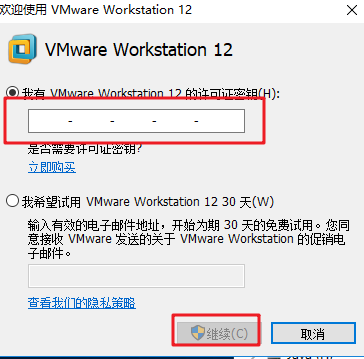 欢迎使用 VMware Workstation 12
VMware Workstation 12
我有 VMware Workstation 12 的许可证密钥(H):
- - - -
是否需要许可证密钥?
立即购买
我希望试用 VMware Workstation 12 30 天(W)
输入有效的电子邮件地址，开始为期 30 天的免费试用。您同
意接收 VMware 发送的关于 VMware Workstation 的促销电
子邮件。
查看我们的隐私策略
继续(C)
取消